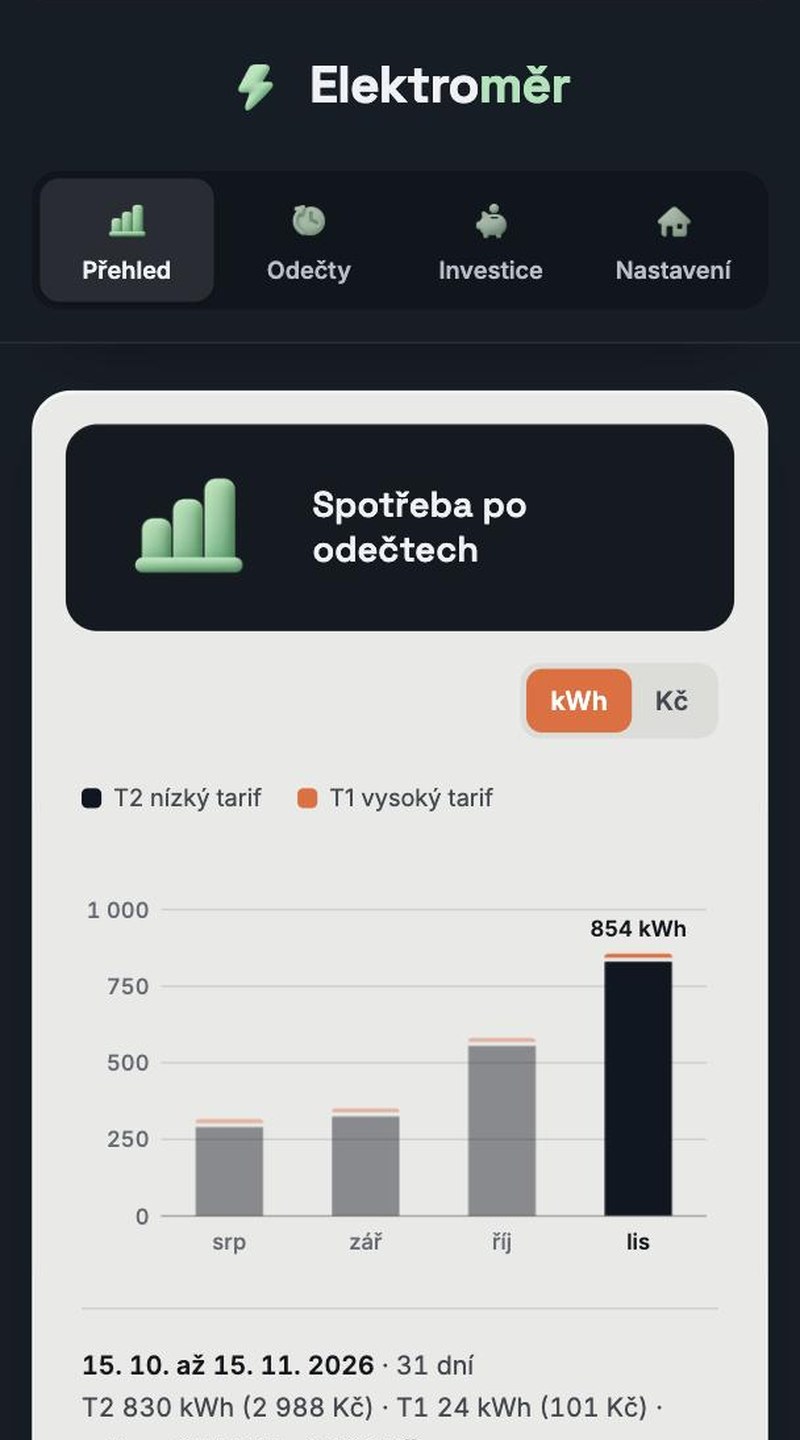 Elektroměr
Přehled
Odečty
Investice
Nastavení
Spotřeba po
odečtech
kWh
Kč
T2 nízký tarif
T1 vysoký tarif
1 000
854 kWh
750
500
250
0
srp
zář
říj
lis
15. 10. až 15. 11. 2026 · 31 dní
T2 830 kWh (2 988 Kč) · T1 24 kWh (101 Kč) ·